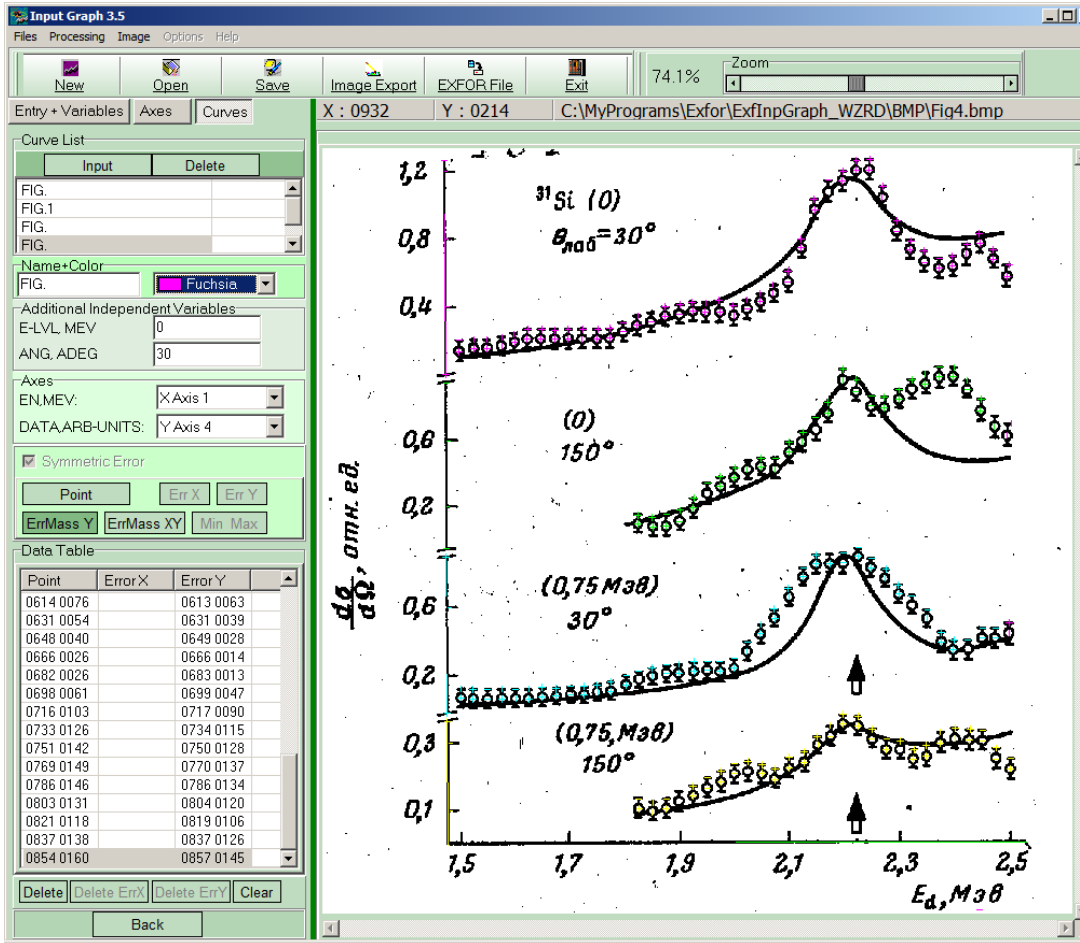 Input Graph 3.5
Files Processing Image Options Help
New Open Save Image Export EXFOR File Exit
74.1% Zoom
Entry + Variables Axes Curves
X : 0932 Y : 0214 C:\MyPrograms\Exfor\ExfInpGraph_WZRD\BMP\Fig4.bmp
Curve List
Input Delete
FIG.
FIG.1
FIG.
FIG.
Name+Color
FIG. Fuchsia
Additional Independent Variables
E-LVL, MEV 0
ANG, ADEG 30
Axes
EN,MEV: X Axis 1
DATA,ARB-UNITS: Y Axis 4
Symmetric Error
Point Err X Err Y
ErrMass Y ErrMass XY Min Max
Data Table
Point Error X Error Y
0614 0076 0613 0063
0631 0054 0631 0039
0648 0040 0649 0028
0666 0026 0666 0014
0682 0026 0683 0013
0698 0061 0699 0047
0716 0103 0717 0090
0733 0126 0734 0115
0751 0142 0750 0128
0769 0149 0770 0137
0786 0146 0786 0134
0803 0131 0804 0120
0821 0118 0819 0106
0837 0138 0837 0126
0854 0160 0857 0145
Delete Delete ErrX Delete ErrY Clear
Back
1,2
³¹Si (0)
0,8
θлаб=30°
0,4
(0)
0,6
150°
0,2
dσ/dΩ, отн. ед.
(0,75 Мэв)
0,6
30°
0,2
(0,75, Мэв)
0,3
150°
0,1
1,5 1,7 1,9 2,1 2,3 2,5
Ed, Мэв